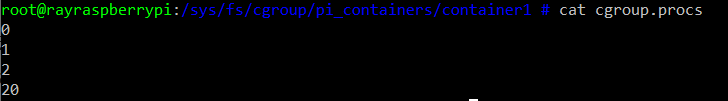 root@rayraspberrypi:/sys/fs/cgroup/pi_containers/container1 # cat cgroup.procs
0
1
2
20